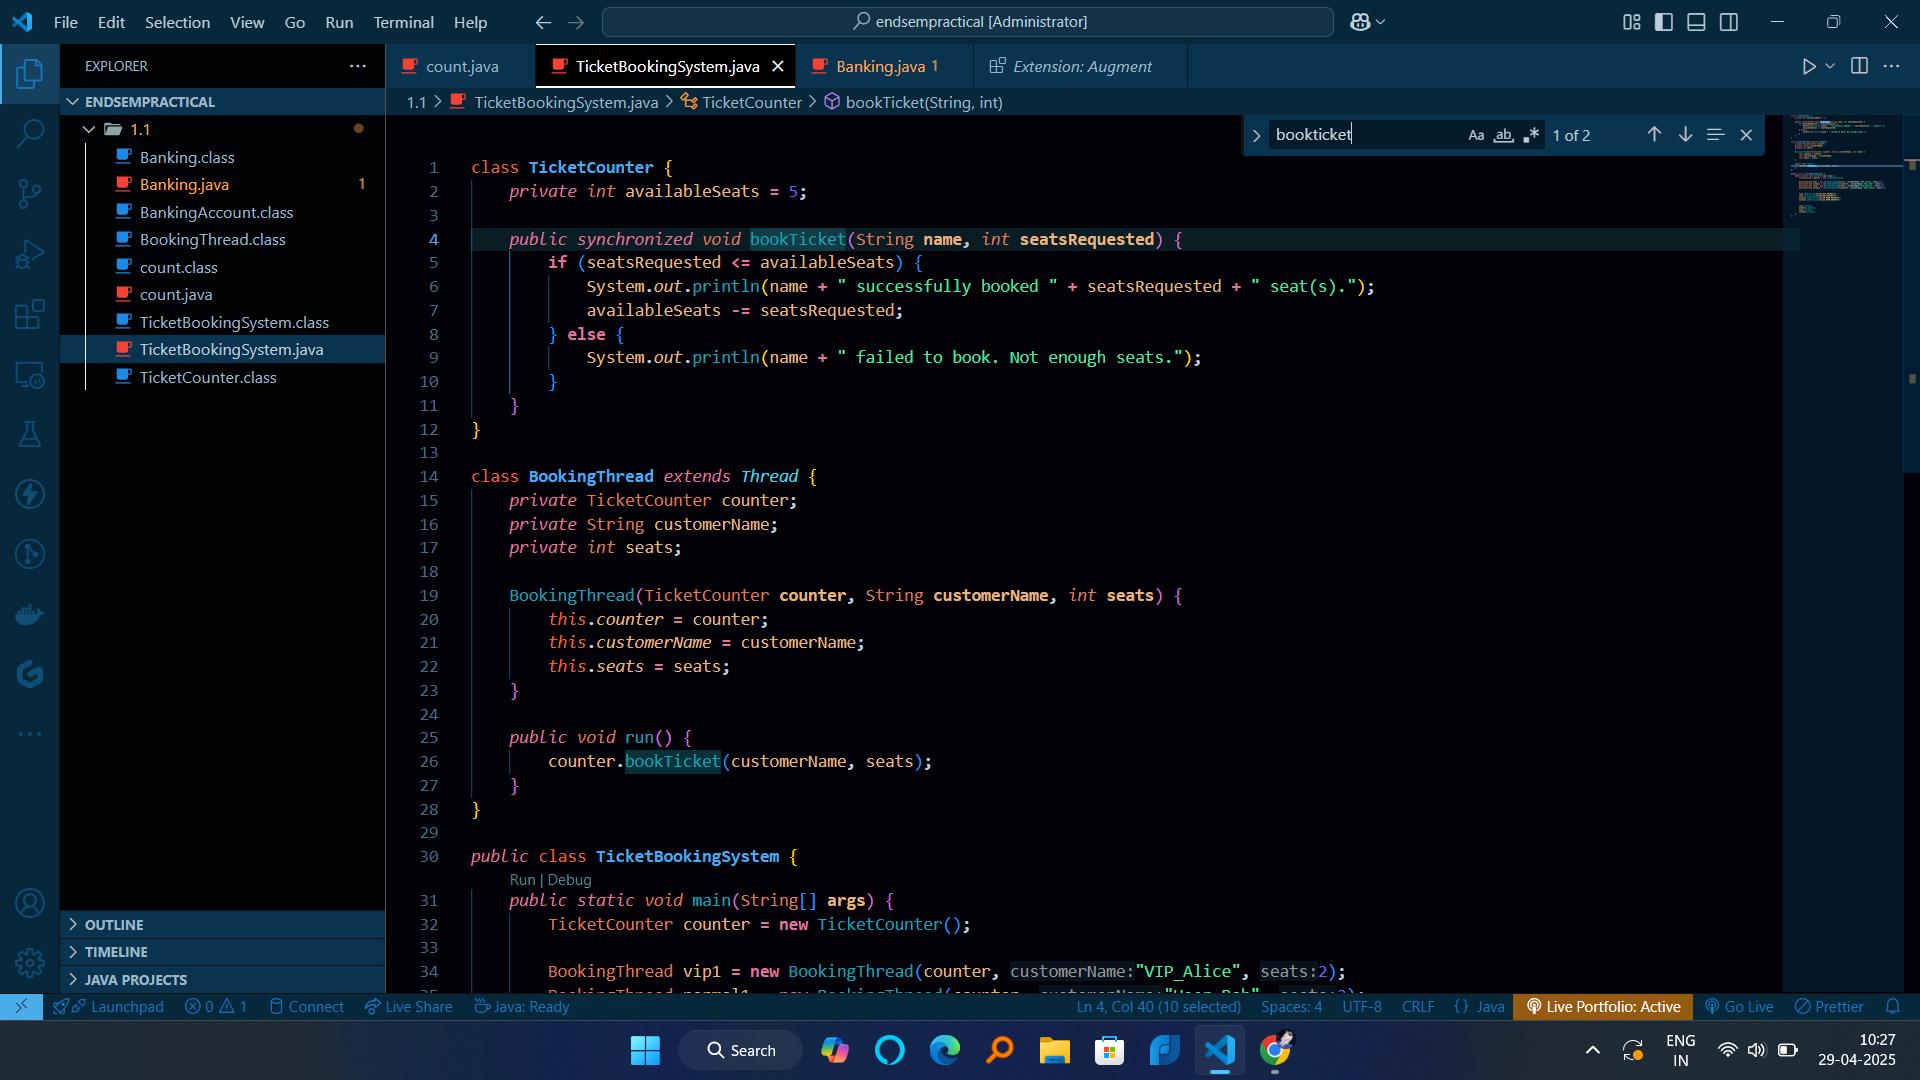 File Edit Selection View Go Run Terminal Help
endsempractical [Administrator]
EXPLORER
ENDSEMPRACTICAL
1.1
Banking.class
Banking.java 1
BankingAccount.class
BookingThread.class
count.class
count.java
TicketBookingSystem.class
TicketBookingSystem.java
TicketCounter.class
OUTLINE
TIMELINE
JAVA PROJECTS
count.java
TicketBookingSystem.java
Banking.java 1
Extension: Augment
1.1 > TicketBookingSystem.java > TicketCounter > bookTicket(String, int)
bookticket Aa ab .* 1 of 2
1 class TicketCounter {
2 private int availableSeats = 5;
3
4 public synchronized void bookTicket(String name, int seatsRequested) {
5 if (seatsRequested <= availableSeats) {
6 System.out.println(name + " successfully booked " + seatsRequested + " seat(s).");
7 availableSeats -= seatsRequested;
8 } else {
9 System.out.println(name + " failed to book. Not enough seats.");
10 }
11 }
12 }
13
14 class BookingThread extends Thread {
15 private TicketCounter counter;
16 private String customerName;
17 private int seats;
18
19 BookingThread(TicketCounter counter, String customerName, int seats) {
20 this.counter = counter;
21 this.customerName = customerName;
22 this.seats = seats;
23 }
24
25 public void run() {
26 counter.bookTicket(customerName, seats);
27 }
28 }
29
30 public class TicketBookingSystem {
Run | Debug
31 public static void main(String[] args) {
32 TicketCounter counter = new TicketCounter();
33
34 BookingThread vip1 = new BookingThread(counter, customerName:"VIP_Alice", seats:2);
Launchpad 0 1 Connect Live Share Java: Ready
Ln 4, Col 40 (10 selected) Spaces: 4 UTF-8 CRLF {} Java Live Portfolio: Active Go Live Prettier
Search
ENG
IN
10:27
29-04-2025